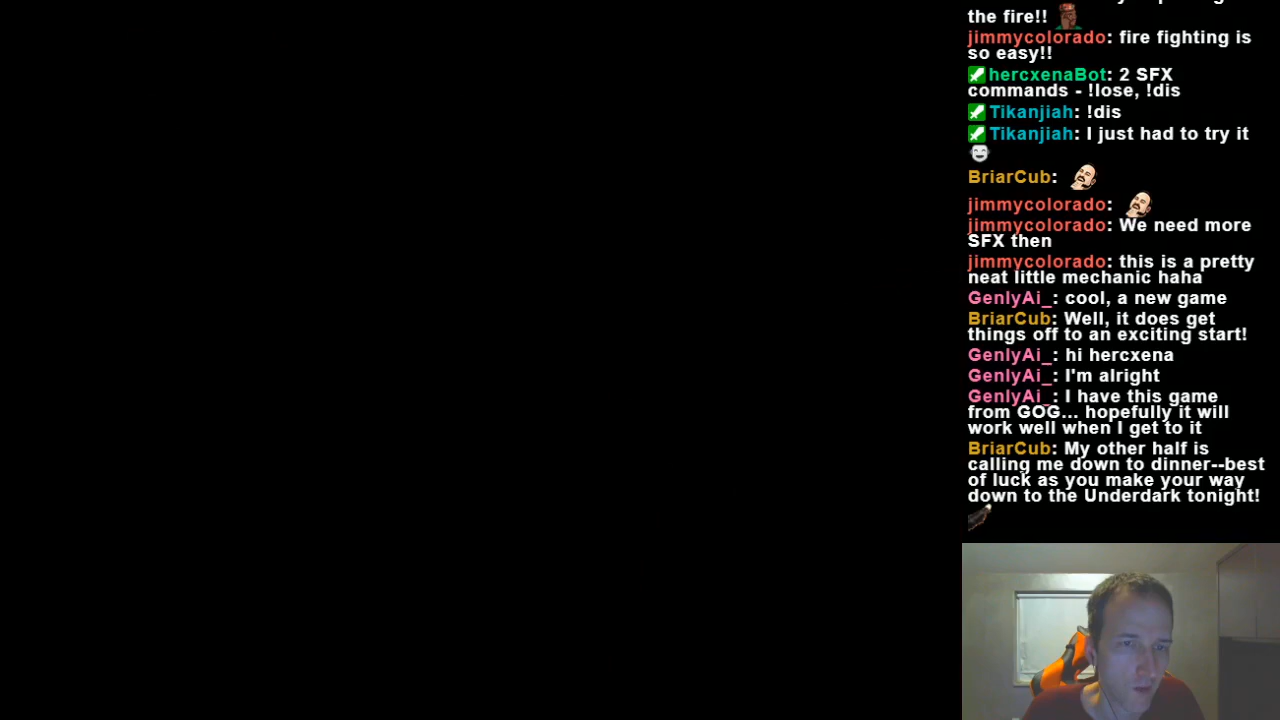 the fire!!
jimmycolorado: fire fighting is
so easy!!
hercxenaBot: 2 SFX
commands - !lose, !dis
Tikanjiah: !dis
Tikanjiah: I just had to try it
BriarCub:
jimmycolorado:
jimmycolorado: We need more
SFX then
jimmycolorado: this is a pretty
neat little mechanic haha
GenlyAi_: cool, a new game
BriarCub: Well, it does get
things off to an exciting start!
GenlyAi_: hi hercxena
GenlyAi_: I'm alright
GenlyAi_: I have this game
from GOG... hopefully it will
work well when I get to it
BriarCub: My other half is
calling me down to dinner--best
of luck as you make your way
down to the Underdark tonight!